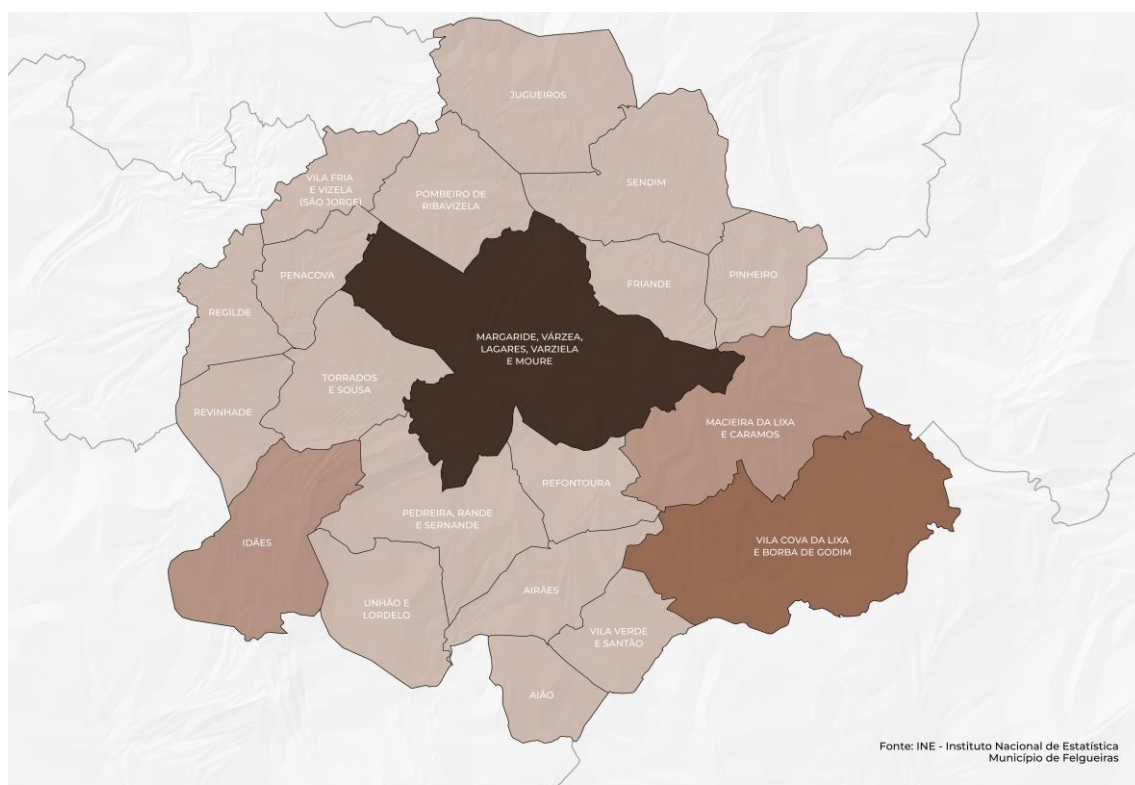 JUGUEIROS
VILA FRIA
E VIZELA
(SÃO JORGE)
POMBEIRO DE
RIBAVIZELA
SENDIM
PENACOVA
FRIANDE
PINHEIRO
REGILDE
MARGARIDE, VÁRZEA,
LAGARES, VARZIELA
E MOURE
TORRADOS
E SOUSA
REVINHADE
MACIEIRA DA LIXA
E CARAMOS
REFONTOURA
PEDREIRA, RANDE
E SERNANDE
IDÃES
VILA COVA DA LIXA
E BORBA DE GODIM
AIRÃES
UNHÃO E
LORDELO
VILA VERDE
E SANTÃO
AIÃO
Fonte: INE - Instituto Nacional de Estatística
Município de Felgueiras